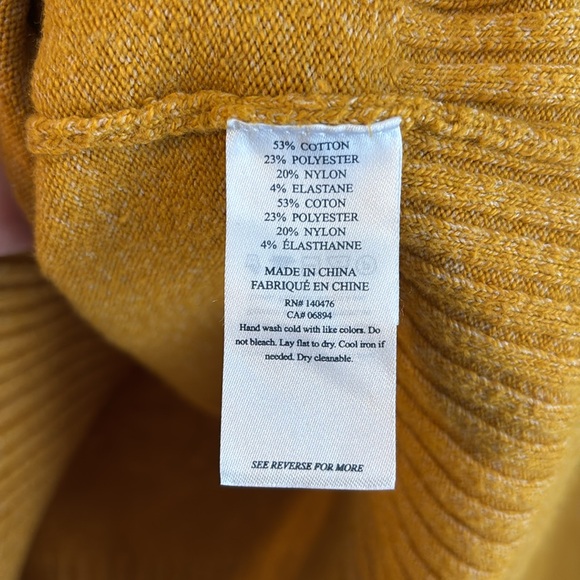 53% COTTON
23% POLYESTER
20% NYLON
4% ELASTANE
53% COTON
23% POLYESTER
20% NYLON
4% ÉLASTHANNE
MADE IN CHINA
FABRIQUÉ EN CHINE
RN# 140476
CA# 06894
Hand wash cold with like colors. Do
not bleach. Lay flat to dry. Cool iron if
needed. Dry cleanable.
SEE REVERSE FOR MORE